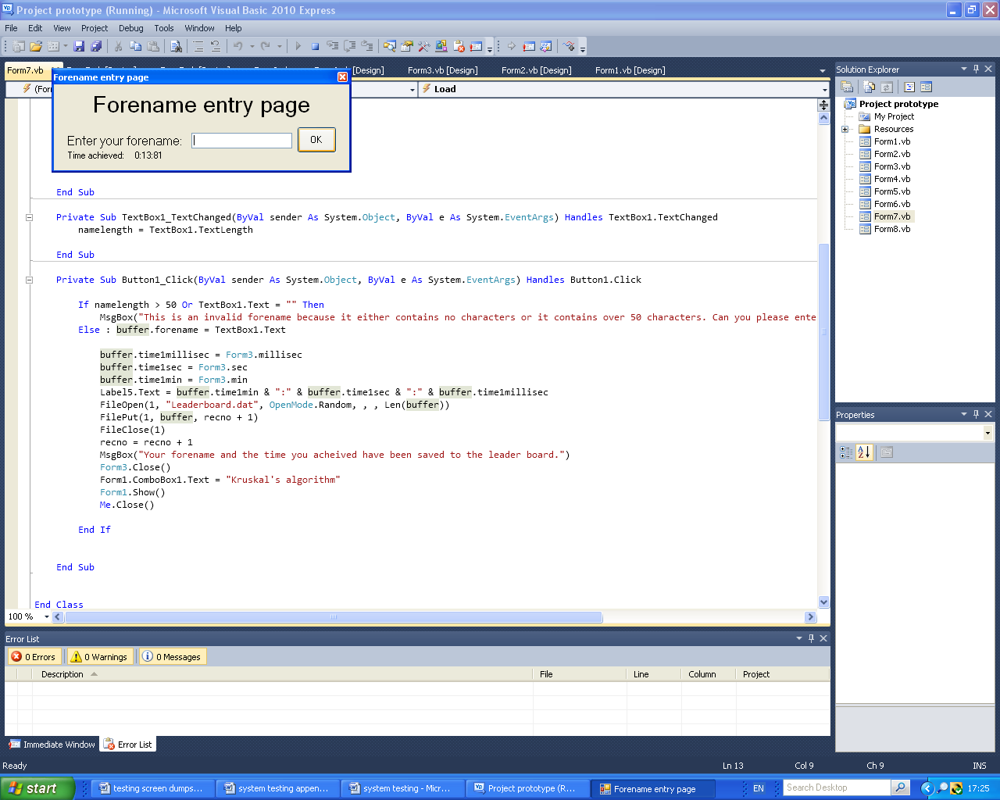 Project prototype (Running) - Microsoft Visual Basic 2010 Express
File Edit View Project Debug Tools Window Help
Form7.vb [Design] Form3.vb [Design] Form2.vb [Design] Form1.vb [Design]
(For Load
Forename entry page
Forename entry page
Enter your forename: OK
Time achieved: 0:13:81
End Sub
Private Sub TextBox1_TextChanged(ByVal sender As System.Object, ByVal e As System.EventArgs) Handles TextBox1.TextChanged
namelength = TextBox1.TextLength
End Sub
Private Sub Button1_Click(ByVal sender As System.Object, ByVal e As System.EventArgs) Handles Button1.Click
If namelength > 50 Or TextBox1.Text = "" Then
MsgBox("This is an invalid forename because it either contains no characters or it contains over 50 characters. Can you please ente
Else : buffer.forename = TextBox1.Text
buffer.time1millisec = Form3.millisec
buffer.time1sec = Form3.sec
buffer.time1min = Form3.min
Label5.Text = buffer.time1min & ":" & buffer.time1sec & ":" & buffer.time1millisec
FileOpen(1, "Leaderboard.dat", OpenMode.Random, , , Len(buffer))
FilePut(1, buffer, recno + 1)
FileClose(1)
recno = recno + 1
MsgBox("Your forename and the time you acheived have been saved to the leader board.")
Form3.Close()
Form1.ComboBox1.Text = "Kruskal's algorithm"
Form1.Show()
Me.Close()
End If
End Sub
End Class
100 %
Solution Explorer
Project prototype
My Project
Resources
Form1.vb
Form2.vb
Form3.vb
Form4.vb
Form5.vb
Form6.vb
Form7.vb
Form8.vb
Properties
Error List
0 Errors 0 Warnings 0 Messages
Description File Line Column Project
Immediate Window Error List
Ready Ln 13 Col 9 Ch 9 INS
start testing screen dumps... system testing appen... system testing - Micr... Project prototype (R... Forename entry page EN Search Desktop 17:25